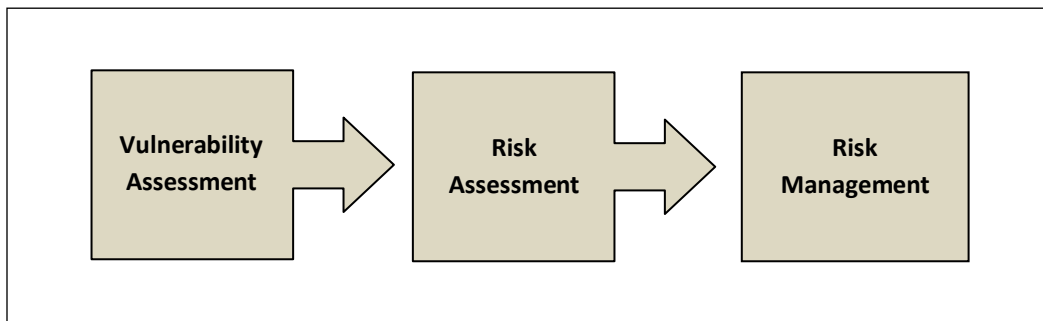 Vulnerability
Assessment
Risk
Assessment
Risk
Management